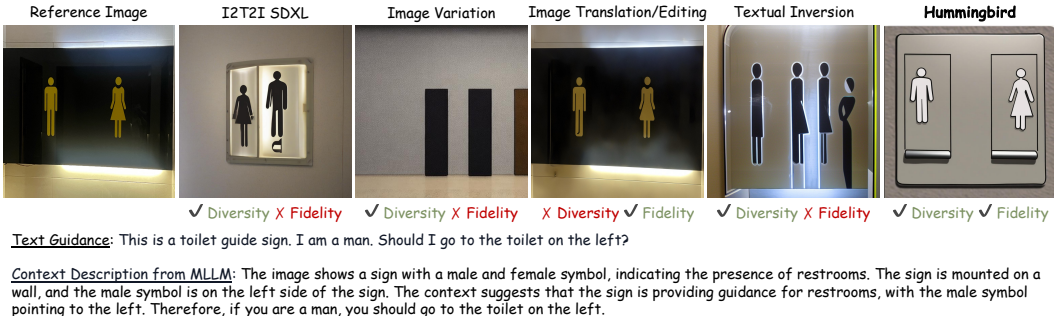 Reference Image
I2T2I SDXL
Image Variation
Image Translation/Editing
Textual Inversion
Hummingbird
✓ Diversity ✗ Fidelity
✓ Diversity ✗ Fidelity
✗ Diversity ✓ Fidelity
✓ Diversity ✗ Fidelity
✓ Diversity ✓ Fidelity
Text Guidance: This is a toilet guide sign. I am a man. Should I go to the toilet on the left?
Context Description from MLLM: The image shows a sign with a male and female symbol, indicating the presence of restrooms. The sign is mounted on a
wall, and the male symbol is on the left side of the sign. The context suggests that the sign is providing guidance for restrooms, with the male symbol
pointing to the left. Therefore, if you are a man, you should go to the toilet on the left.